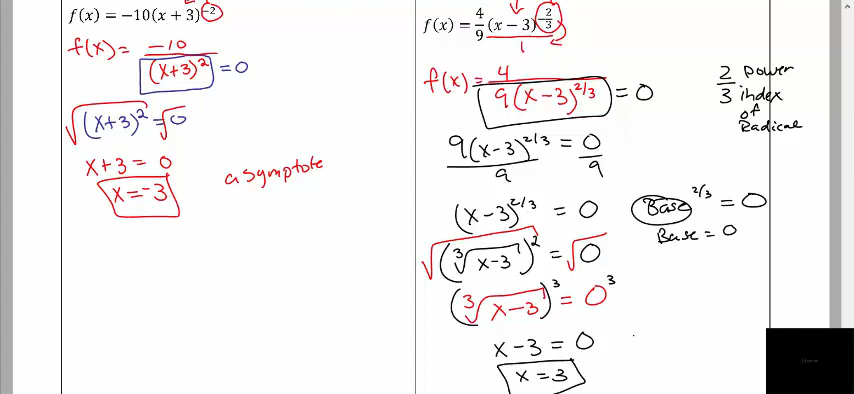 f(x) = −10(x + 3)^-2
f(x) = -10 / (x+3)² = 0
√(x+3)² = √0
x+3 = 0
x = -3
asymptote
f(x) = 4/9 (x − 3)^-2/3
1
f(x) = 4 / 9(x-3)^2/3 = 0
2 power
3 index
of
Radical
9(x-3)^2/3 / 9 = 0 / 9
(x-3)^2/3 = 0
Base^2/3 = 0
Base = 0
√(³√x-3¹)² = √0
(³√x-3¹)³ = 0³
x-3 = 0
x = 3